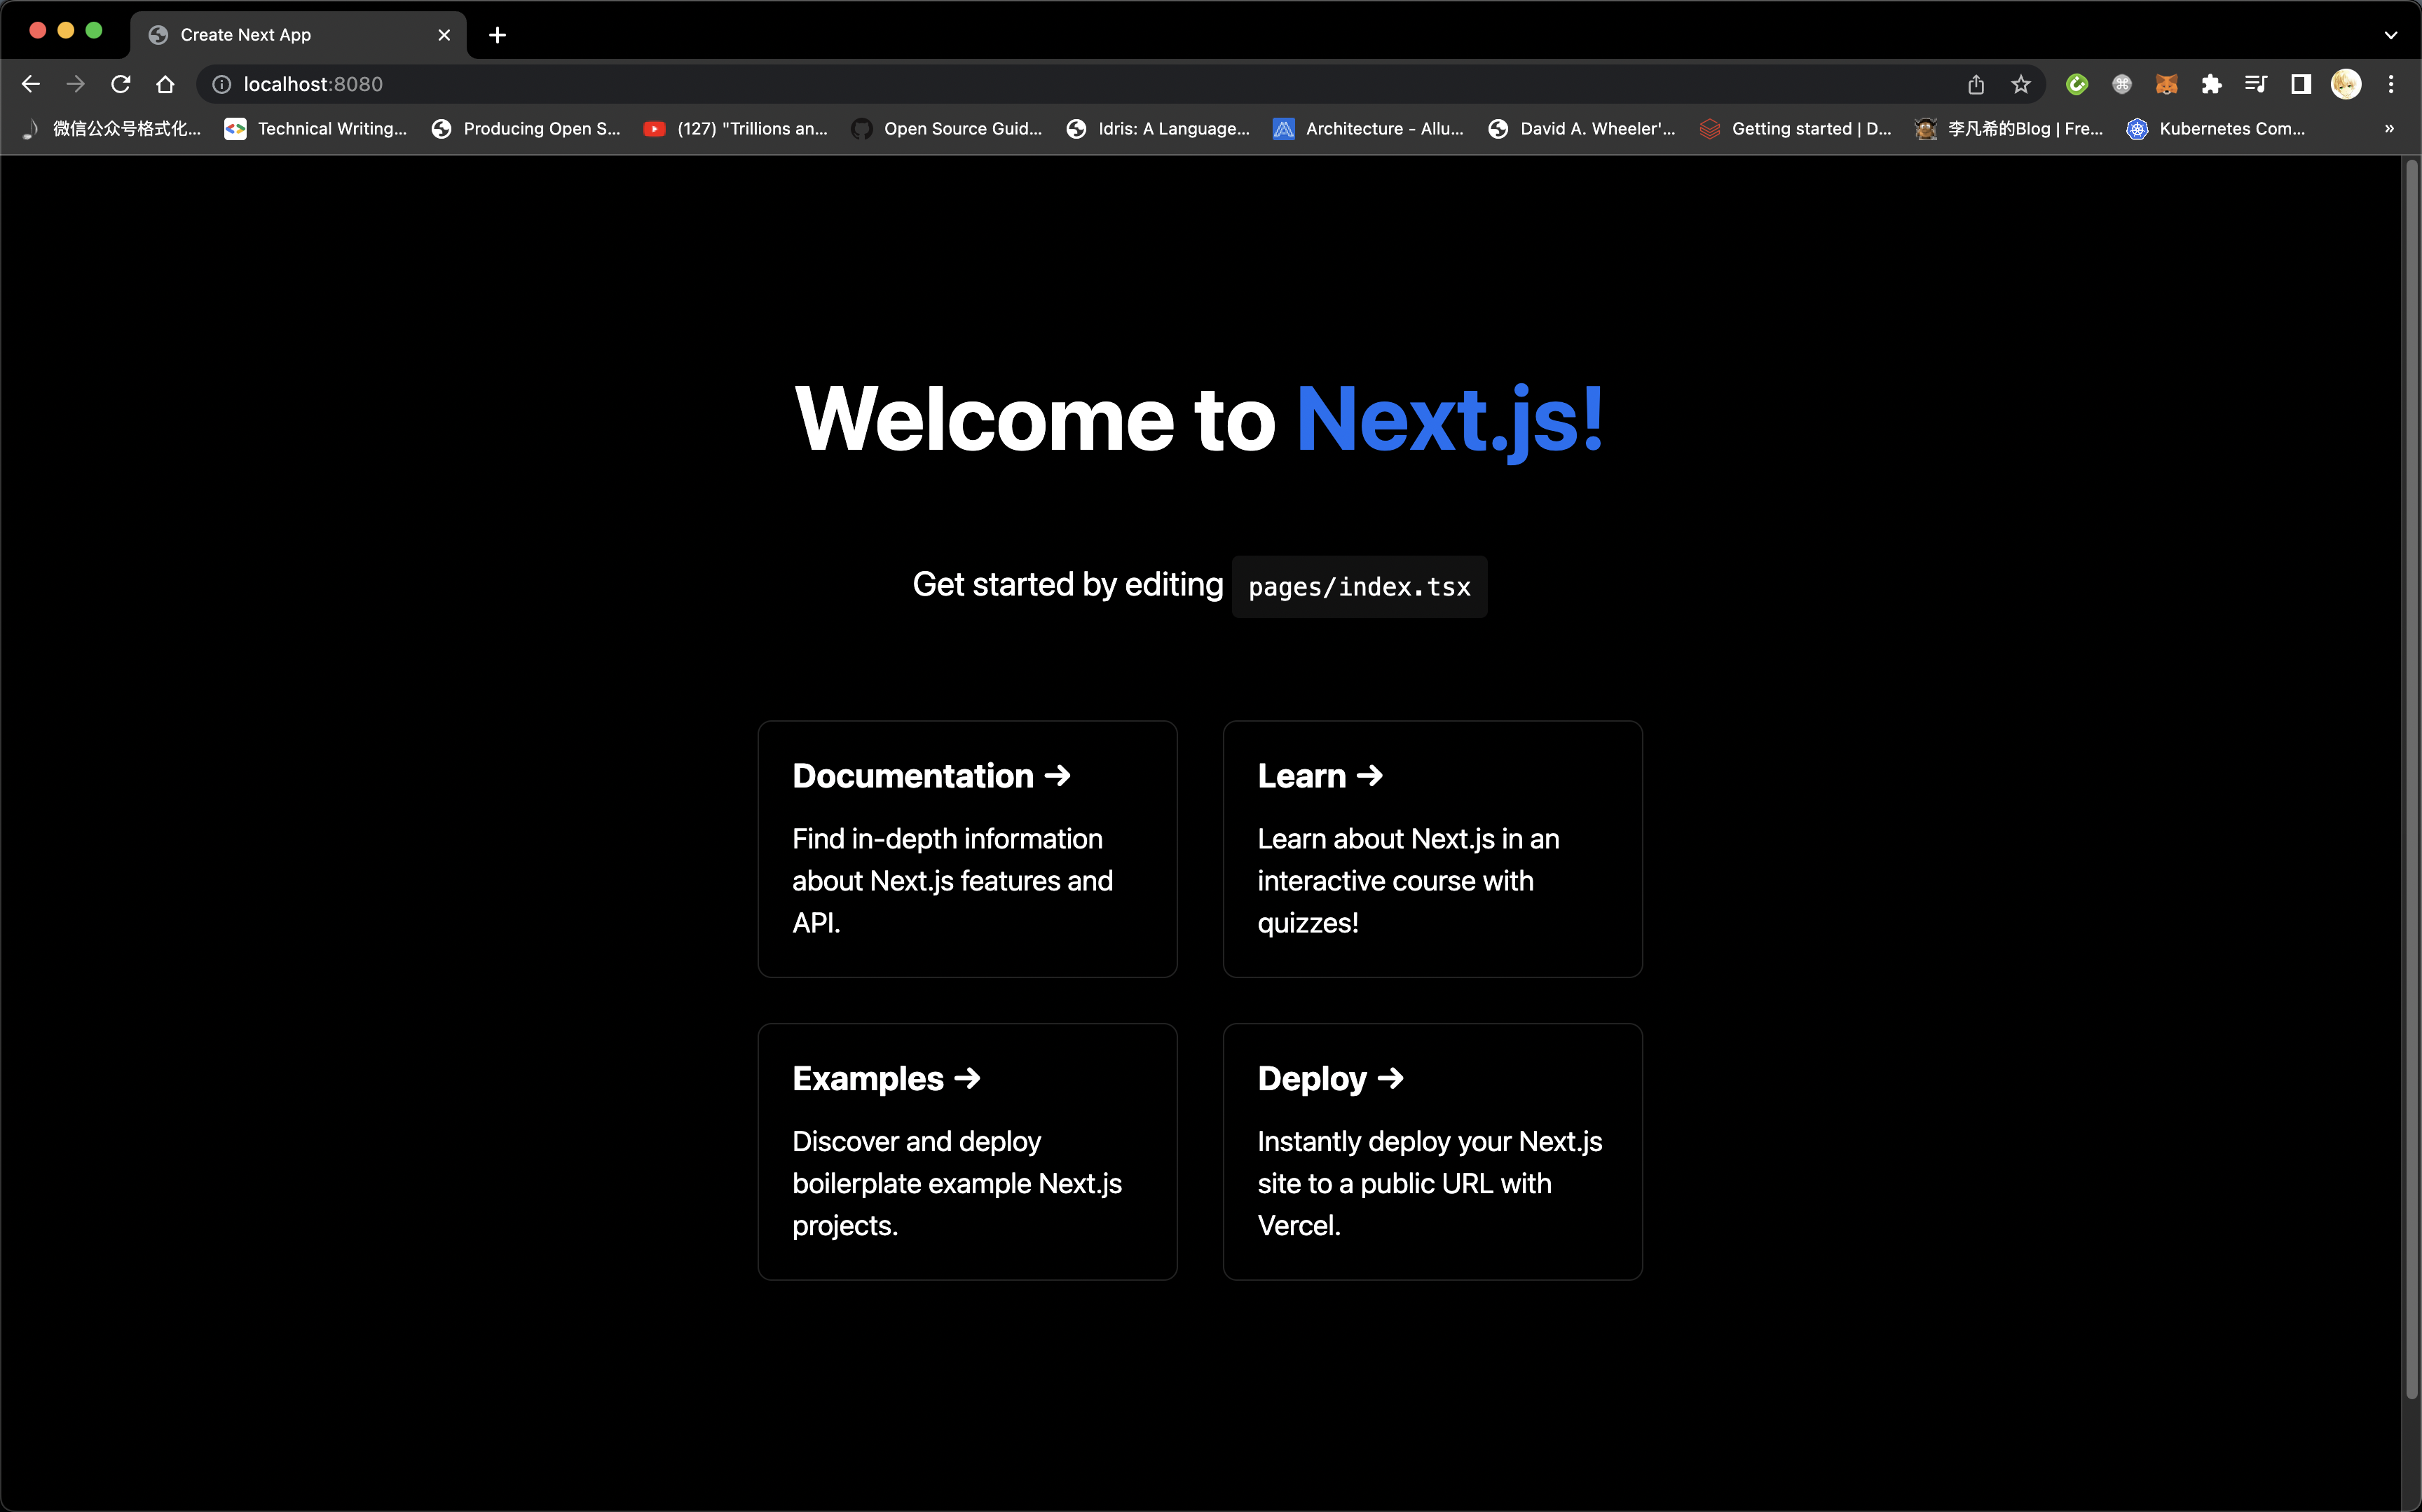 Create Next App
localhost:8080
微信公众号格式化... Technical Writing... Producing Open S... (127) "Trillions an... Open Source Guid... Idris: A Language... Architecture - Allu... David A. Wheeler'... Getting started | D... 李凡希的Blog | Fre... Kubernetes Com... »
Welcome to Next.js!
Get started by editing pages/index.tsx
Documentation →
Find in-depth information
about Next.js features and
API.
Learn →
Learn about Next.js in an
interactive course with
quizzes!
Examples →
Discover and deploy
boilerplate example Next.js
projects.
Deploy →
Instantly deploy your Next.js
site to a public URL with
Vercel.